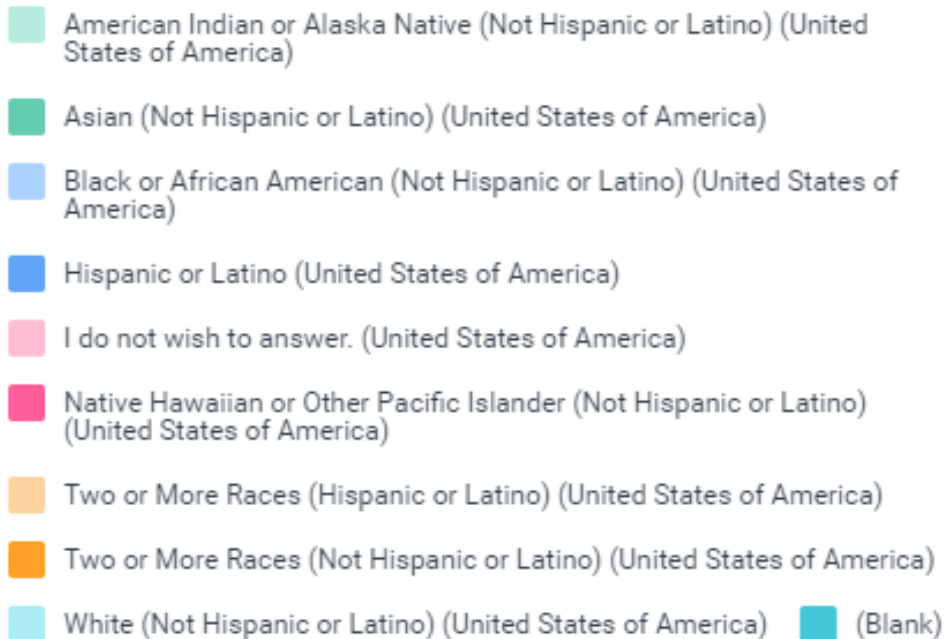 American Indian or Alaska Native (Not Hispanic or Latino) (United
States of America)
Asian (Not Hispanic or Latino) (United States of America)
Black or African American (Not Hispanic or Latino) (United States of
America)
Hispanic or Latino (United States of America)
I do not wish to answer. (United States of America)
Native Hawaiian or Other Pacific Islander (Not Hispanic or Latino)
(United States of America)
Two or More Races (Hispanic or Latino) (United States of America)
Two or More Races (Not Hispanic or Latino) (United States of America)
White (Not Hispanic or Latino) (United States of America) (Blank)